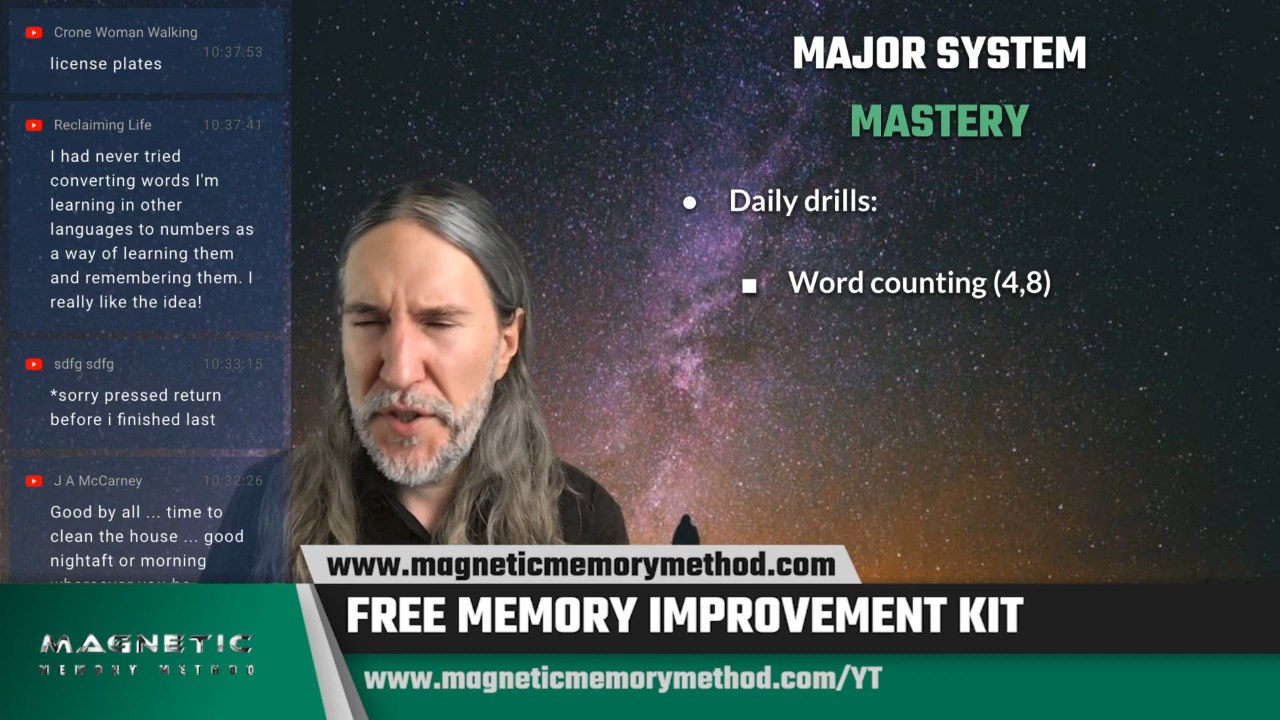 Crone Woman Walking
10:37:53
license plates
Reclaiming Life 10:37:41
I had never tried
converting words I'm
learning in other
languages to numbers as
a way of learning them
and remembering them. I
really like the idea!
sdfg sdfg 10:33:15
*sorry pressed return
before i finished last
J A McCarney 10:32:26
Good by all ... time to
clean the house ... good
nightaft or morning
MAJOR SYSTEM
MASTERY
● Daily drills:
■ Word counting (4,8)
www.magneticmemorymethod.com
FREE MEMORY IMPROVEMENT KIT
www.magneticmemorymethod.com/YT
MAGNETIC
MEMORY METHOD